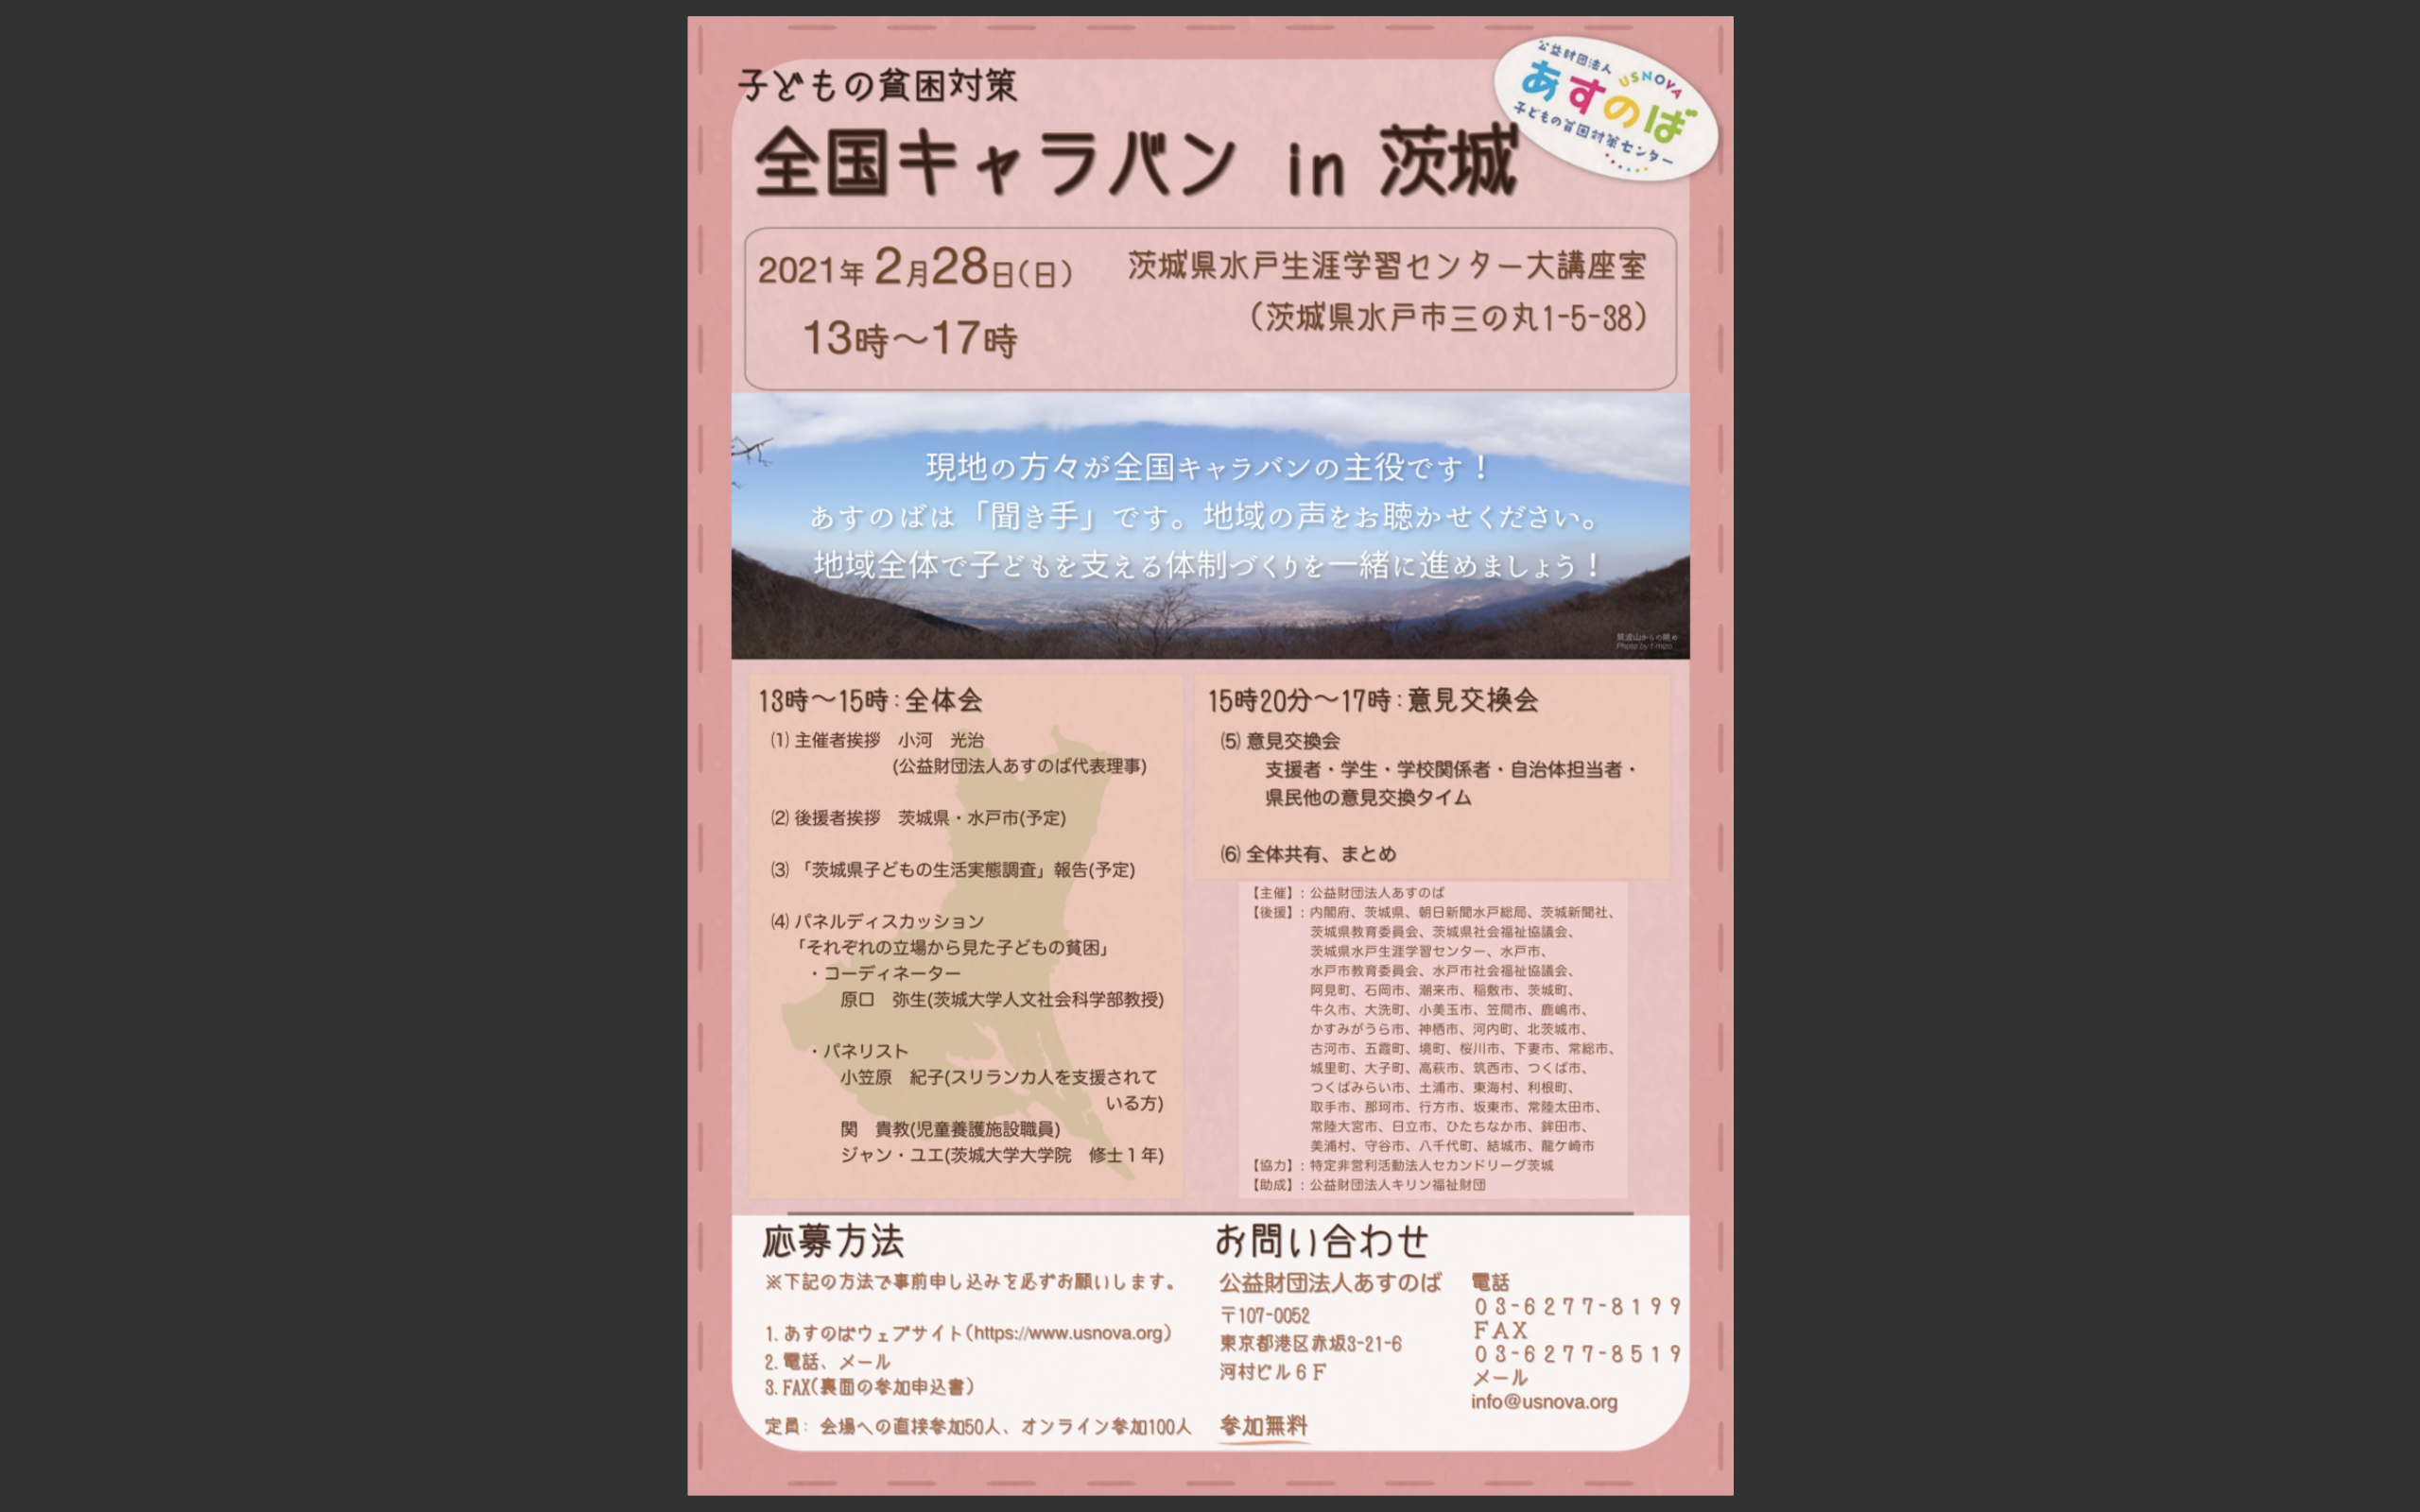 子どもの貧困対策
全国キャラバン in 茨城
公益財団法人
あすのば
USNOVA
子どもの貧困対策センター
2021年 2月28日(日)
13時〜17時
茨城県水戸生涯学習センター大講座室
(茨城県水戸市三の丸1-5-38)
現地の方々が全国キャラバンの主役です！
あすのばは「聞き手」です。地域の声をお聴かせください。
地域全体で子どもを支える体制づくりを一緒に進めましょう！
筑波山からの眺め
Photo by t-mizo
13時〜15時:全体会
⑴ 主催者挨拶　小河　光治
(公益財団法人あすのば代表理事)
⑵ 後援者挨拶　茨城県・水戸市(予定)
⑶ 「茨城県子どもの生活実態調査」報告(予定)
⑷ パネルディスカッション
「それぞれの立場から見た子どもの貧困」
・コーディネーター
原口　弥生(茨城大学人文社会科学部教授)
・パネリスト
小笠原　紀子(スリランカ人を支援されて
いる方)
関　貴教(児童養護施設職員)
ジャン・ユエ(茨城大学大学院　修士１年)
15時20分〜17時:意見交換会
⑸ 意見交換会
支援者・学生・学校関係者・自治体担当者・
県民他の意見交換タイム
⑹ 全体共有、まとめ
【主催】: 公益財団法人あすのば
【後援】: 内閣府、茨城県、朝日新聞水戸総局、茨城新聞社、
茨城県教育委員会、茨城県社会福祉協議会、
茨城県水戸生涯学習センター、水戸市、
水戸市教育委員会、水戸市社会福祉協議会、
阿見町、石岡市、潮来市、稲敷市、茨城町、
牛久市、大洗町、小美玉市、笠間市、鹿嶋市、
かすみがうら市、神栖市、河内町、北茨城市、
古河市、五霞町、境町、桜川市、下妻市、常総市、
城里町、大子町、高萩市、筑西市、つくば市、
つくばみらい市、土浦市、東海村、利根町、
取手市、那珂市、行方市、坂東市、常陸太田市、
常陸大宮市、日立市、ひたちなか市、鉾田市、
美浦村、守谷市、八千代町、結城市、龍ケ崎市
【協力】: 特定非営利活動法人セカンドリーグ茨城
【助成】: 公益財団法人キリン福祉財団
応募方法
※下記の方法で事前申し込みを必ずお願いします。
1. あすのばウェブサイト(https://www.usnova.org)
2. 電話、メール
3. FAX(裏面の参加申込書)
定員: 会場への直接参加50人、オンライン参加100人
お問い合わせ
公益財団法人あすのば
〒107-0052
東京都港区赤坂3-21-6
河村ビル６Ｆ
参加無料
電話
０３-６２７７-８１９９
ＦＡＸ
０３-６２７７-８５１９
メール
info@usnova.org